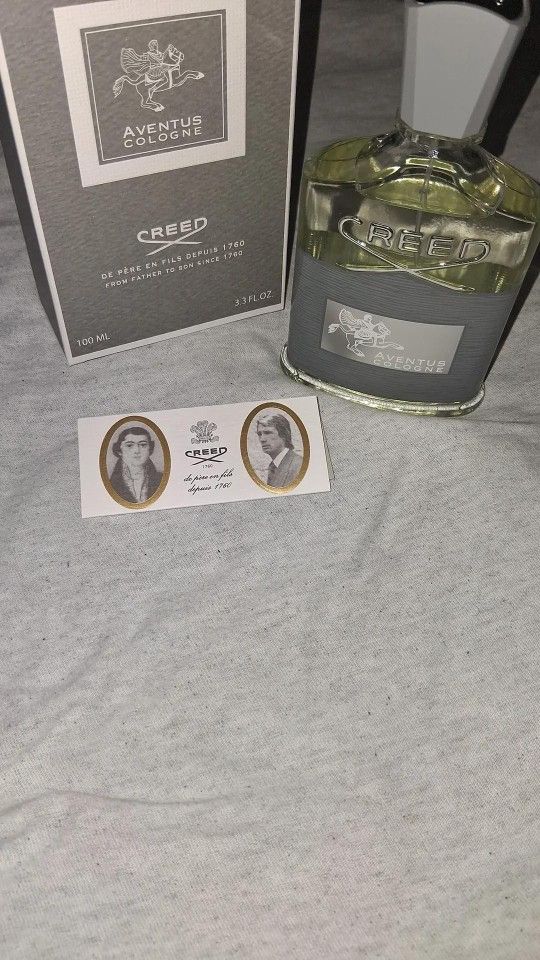 AVENTUS
COLOGNE
CREED
DE PÈRE EN FILS DEPUIS 1760
FROM FATHER TO SON SINCE 1760
100 ML
3.3 FL.OZ.
CREED
AVENTUS
COLOGNE
CREED
1760
de père en fils
depuis 1760